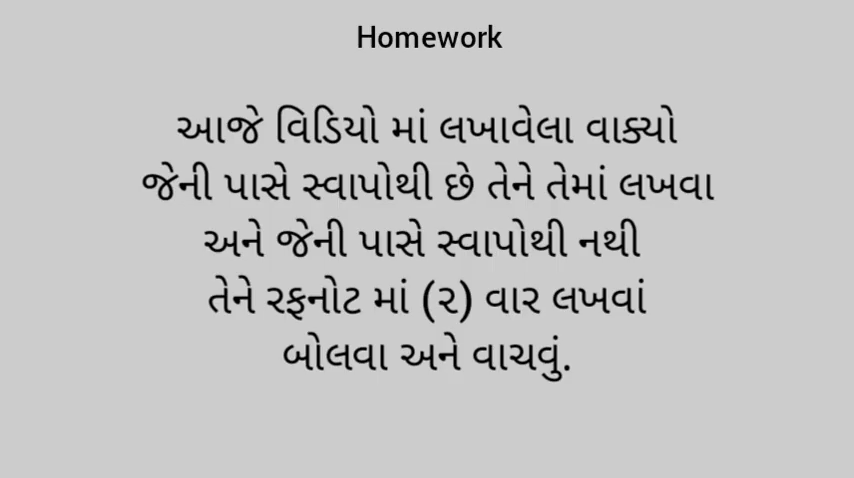 Homework
આજે વિડિયો માં લખાવેલા વાક્યો
જેની પાસે સ્વાપોથી છે તેને તેમાં લખવા
અને જેની પાસે સ્વાપોથી નથી
તેને રફનોટ માં (૨) વાર લખવાં
બોલવા અને વાચવું.